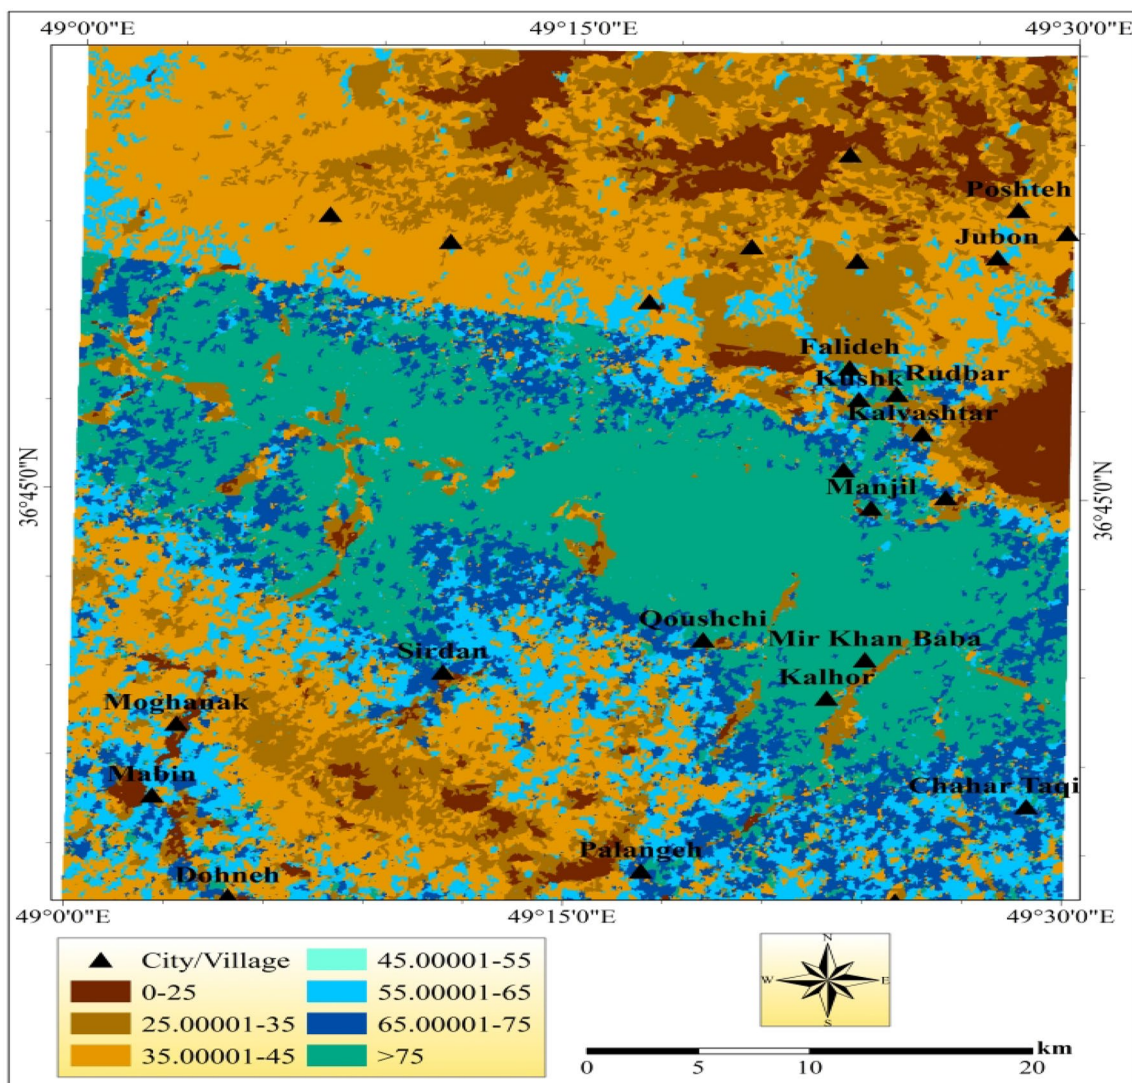 49°0'0"E 49°15'0"E 49°30'0"E
Poshteh
Jubon
Falideh
Kushk Rudbar
Kalvashtar
36°45'0"N 36°45'0"N
Manjil
Qoushchi
Mir Khan Baba
Sirdan
Kalhor
Moghanak
Mabin
Chahar Taqi
Palangeh
Dohneh
49°0'0"E 49°15'0"E 49°30'0"E
City/Village 45.00001-55
0-25 55.00001-65
25.00001-35 65.00001-75
35.00001-45 >75
N
W E
S
km
0 5 10 20